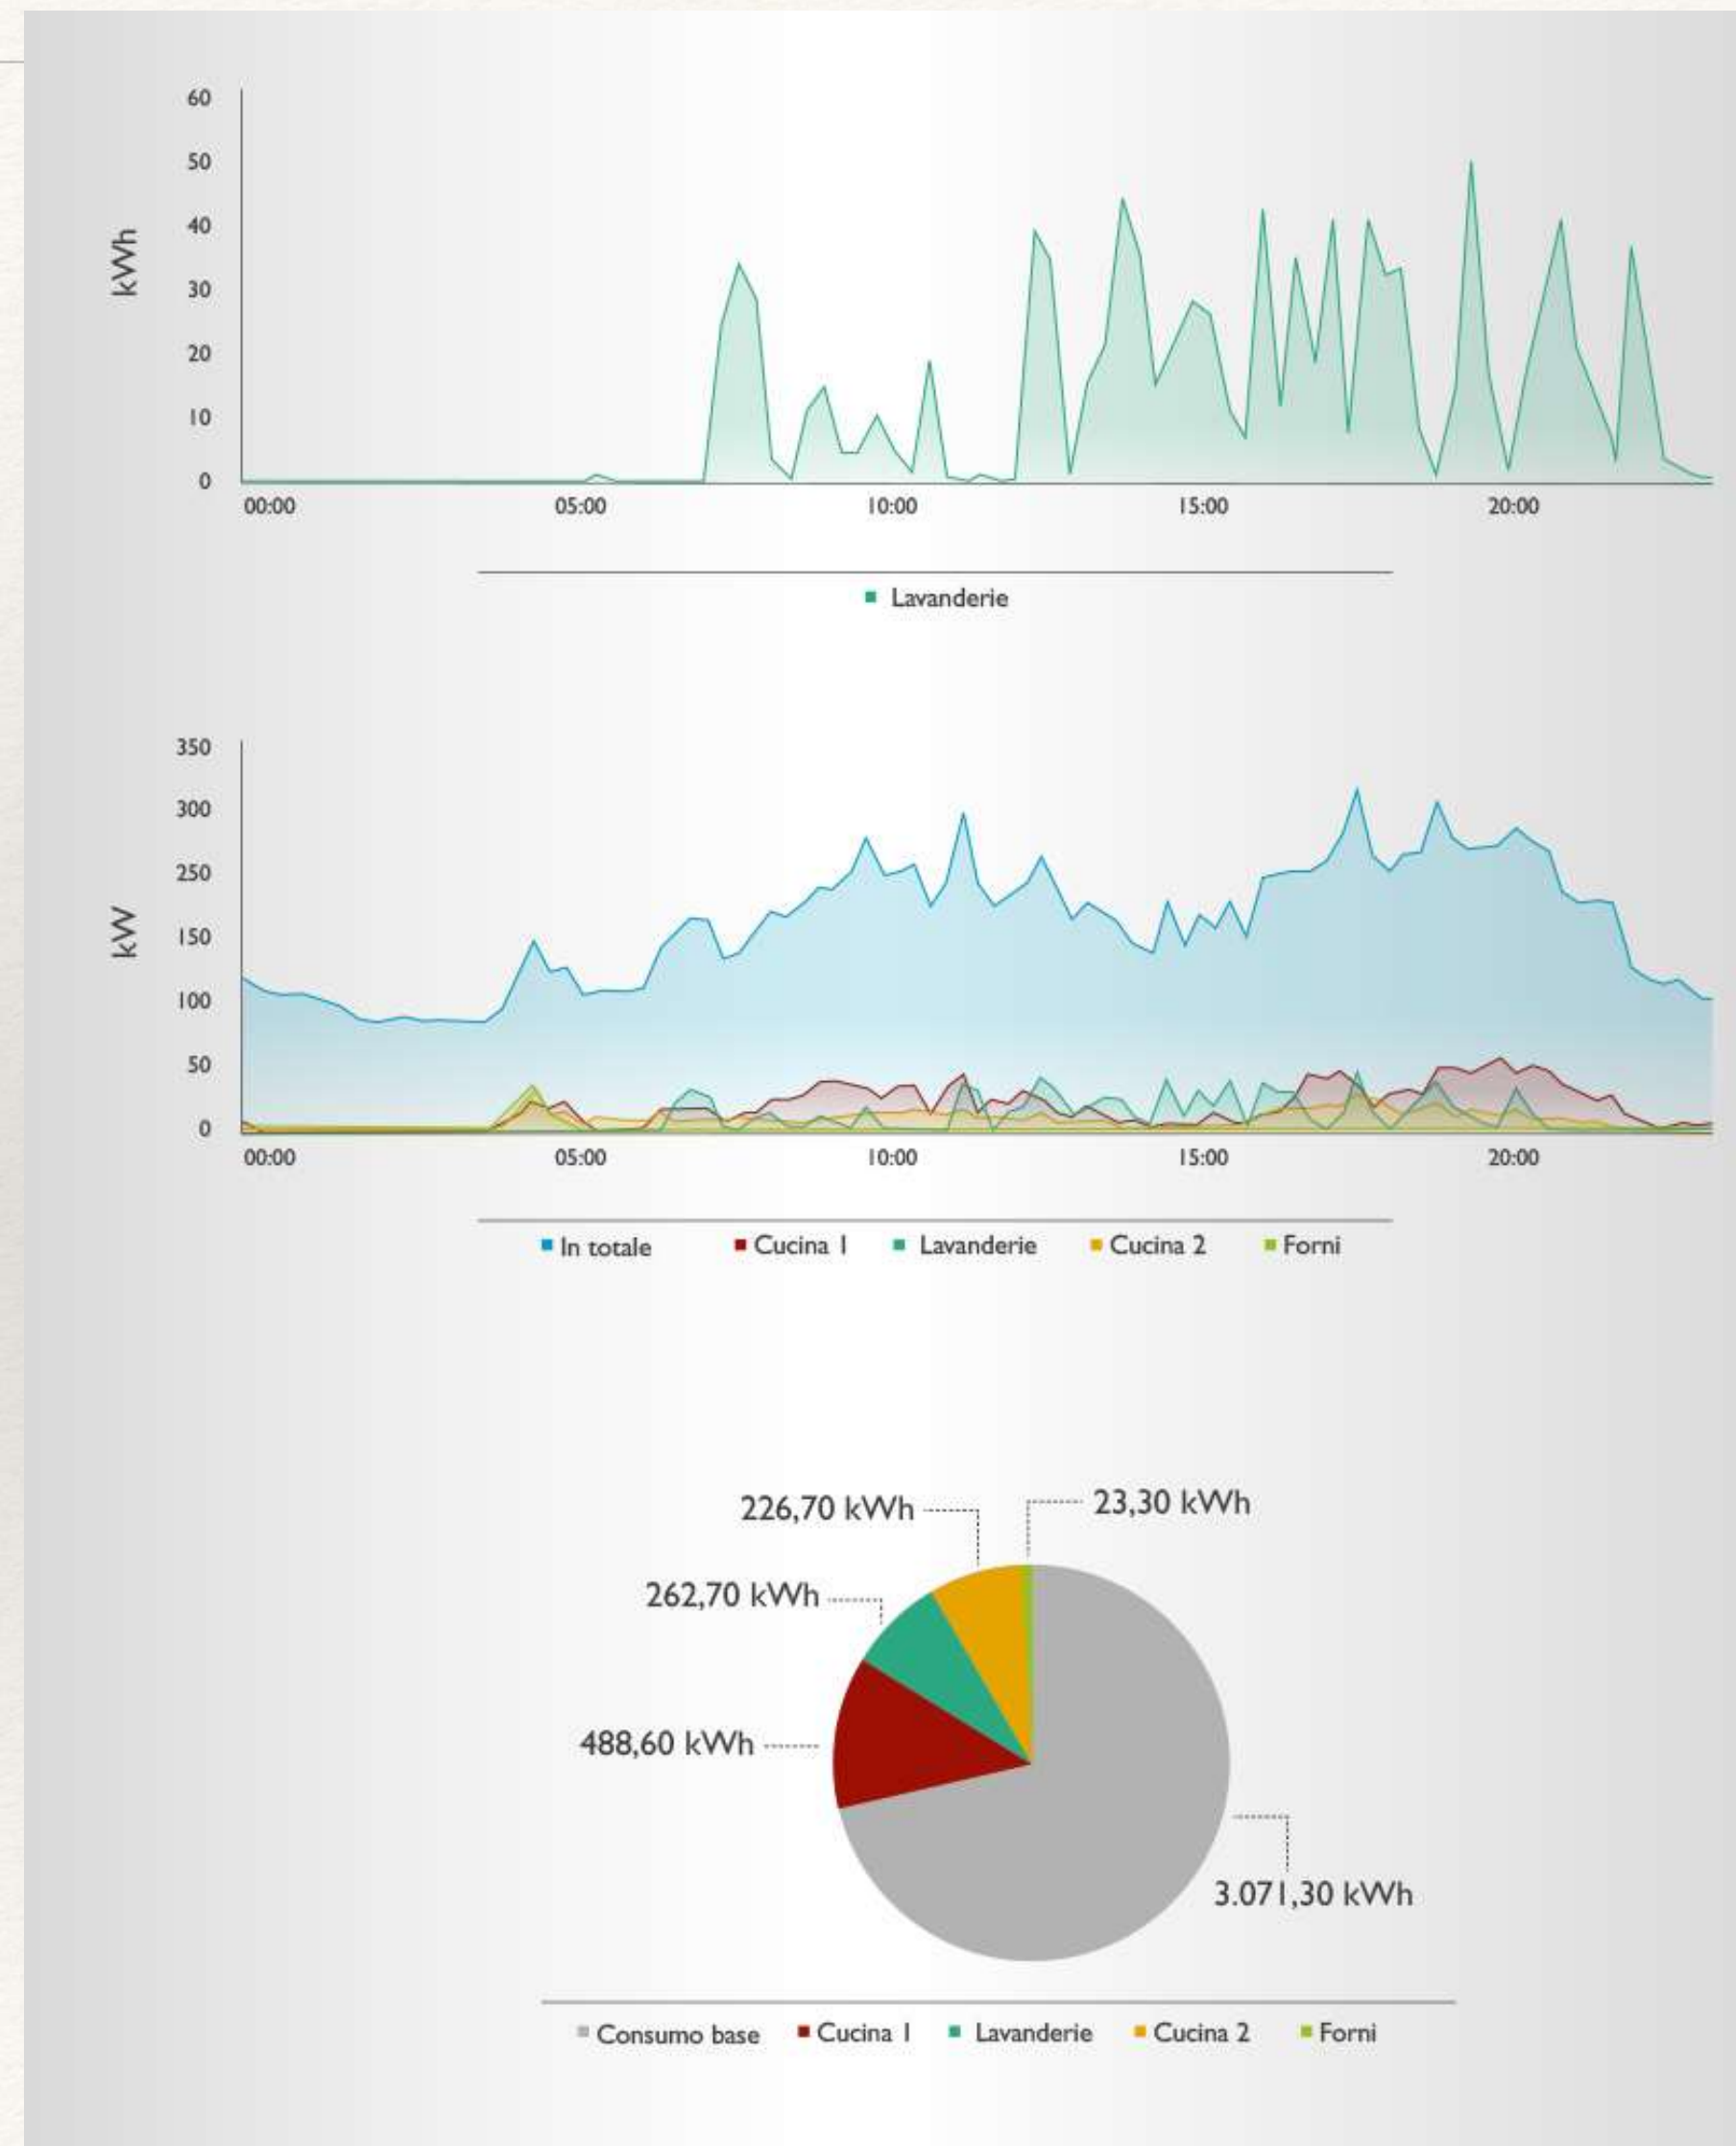 60
50
40
30
20
10
0
kWh
00:00 05:00 10:00 15:00 20:00
Lavanderie
350
300
250
150
100
50
0
kW
00:00 05:00 10:00 15:00 20:00
In totale Cucina 1 Lavanderie Cucina 2 Forni
226,70 kWh 23,30 kWh
262,70 kWh
488,60 kWh
3.071,30 kWh
Consumo base Cucina 1 Lavanderie Cucina 2 Forni